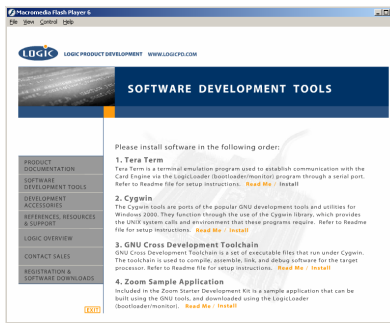 Macromedia Flash Player 6
File View Control Help
LOGIC LOGIC PRODUCT DEVELOPMENT WWW.LOGICPD.COM
SOFTWARE DEVELOPMENT TOOLS
Please install software in the following order:
1. Tera Term
Tera Term is a terminal emulation program used to establish communication with the
Card Engine via the LogicLoader (bootloader/monitor) program through a serial port.
Refer to Readme file for setup instructions. Read Me / Install
2. Cygwin
The Cygwin tools are ports of the popular GNU development tools and utilities for
Windows 2000. They function through the use of the Cygwin library, which provides
the UNIX system calls and environment that these programs require. Refer to Readme
file for setup instructions. Read Me / Install
3. GNU Cross Development Toolchain
GNU Cross Development Toolchain is a set of executable files that run under Cygwin.
The toolchain is used to compile, assemble, link, and debug software for the target
processor. Refer to Readme file for setup instructions. Read Me / Install
4. Zoom Sample Application
Included in the Zoom Starter Development Kit is a sample application that can be
built using the GNU tools, and downloaded using the LogicLoader
(bootloader/monitor). Read Me / Install
PRODUCT
DOCUMENTATION
SOFTWARE
DEVELOPMENT TOOLS
DEVELOPMENT
ACCESSORIES
REFERENCES, RESOURCES
& SUPPORT
LOGIC OVERVIEW
CONTACT SALES
REGISTRATION &
SOFTWARE DOWNLOADS
EXIT